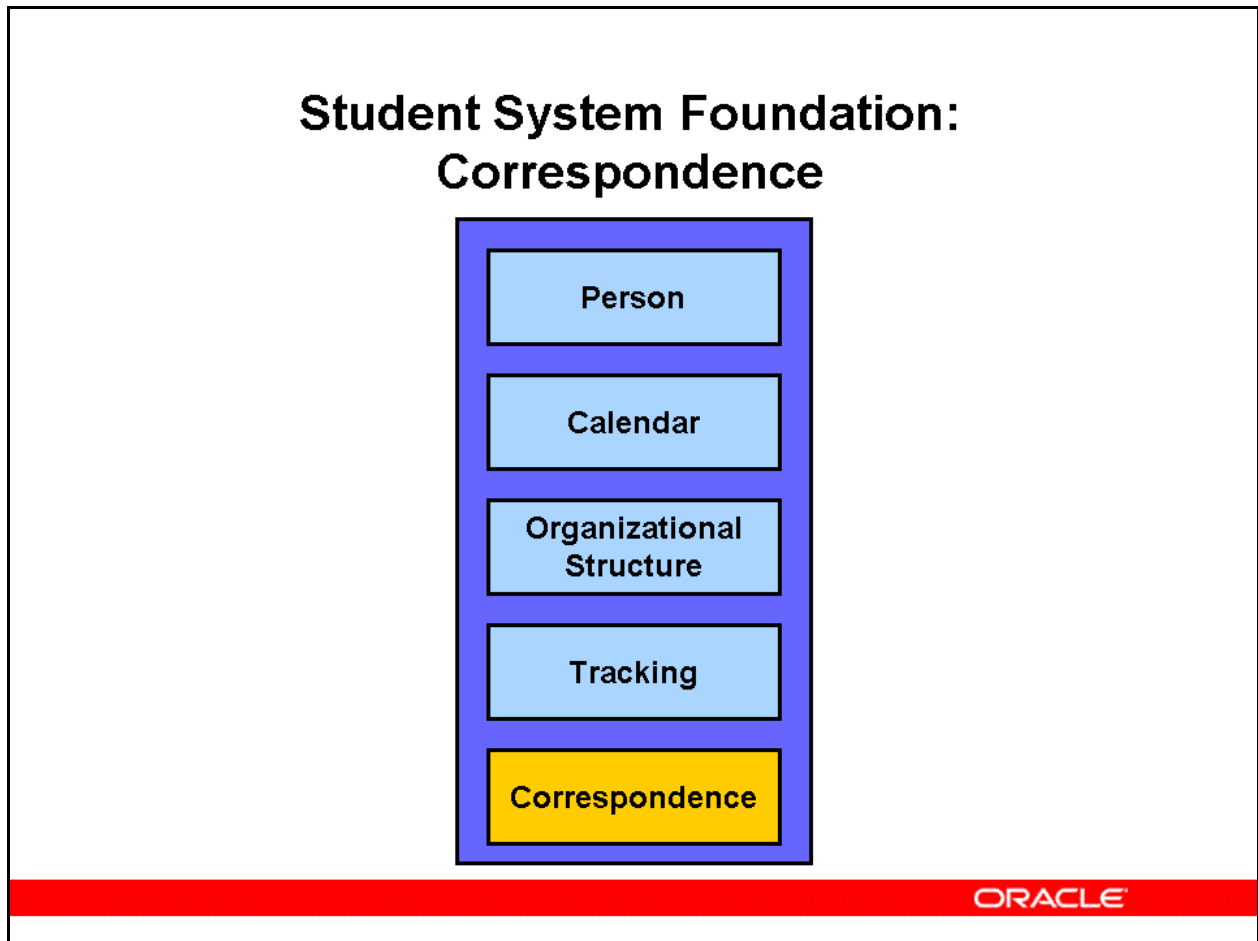 Student System Foundation:
Correspondence
Person
Calendar
Organizational
Structure
Tracking
Correspondence
ORACLE